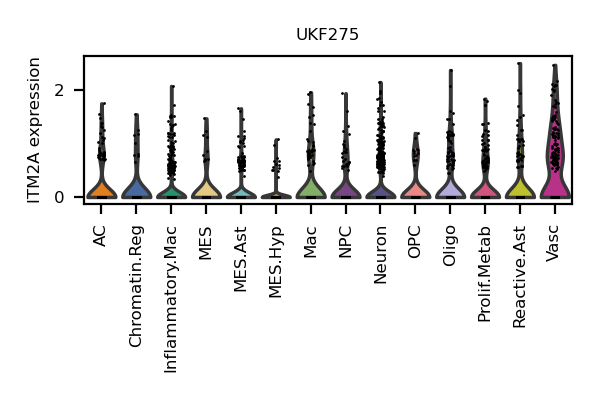 UKF275
ITM2A expression
2
0
AC
Chromatin.Reg
Inflammatory.Mac
MES
MES.Ast
MES.Hyp
Mac
NPC
Neuron
OPC
Oligo
Prolif.Metab
Reactive.Ast
Vasc